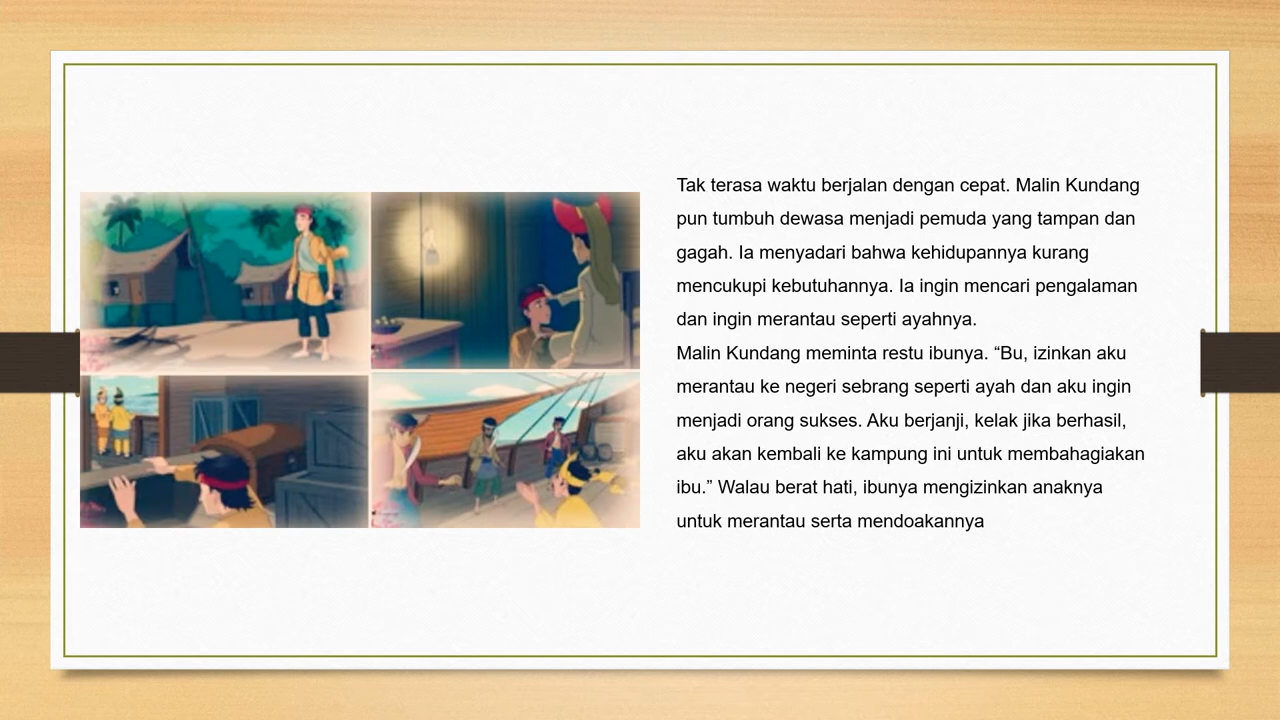 Tak terasa waktu berjalan dengan cepat. Malin Kundang
pun tumbuh dewasa menjadi pemuda yang tampan dan
gagah. Ia menyadari bahwa kehidupannya kurang
mencukupi kebutuhannya. Ia ingin mencari pengalaman
dan ingin merantau seperti ayahnya.
Malin Kundang meminta restu ibunya. “Bu, izinkan aku
merantau ke negeri sebrang seperti ayah dan aku ingin
menjadi orang sukses. Aku berjanji, kelak jika berhasil,
aku akan kembali ke kampung ini untuk membahagiakan
ibu.” Walau berat hati, ibunya mengizinkan anaknya
untuk merantau serta mendoakannya